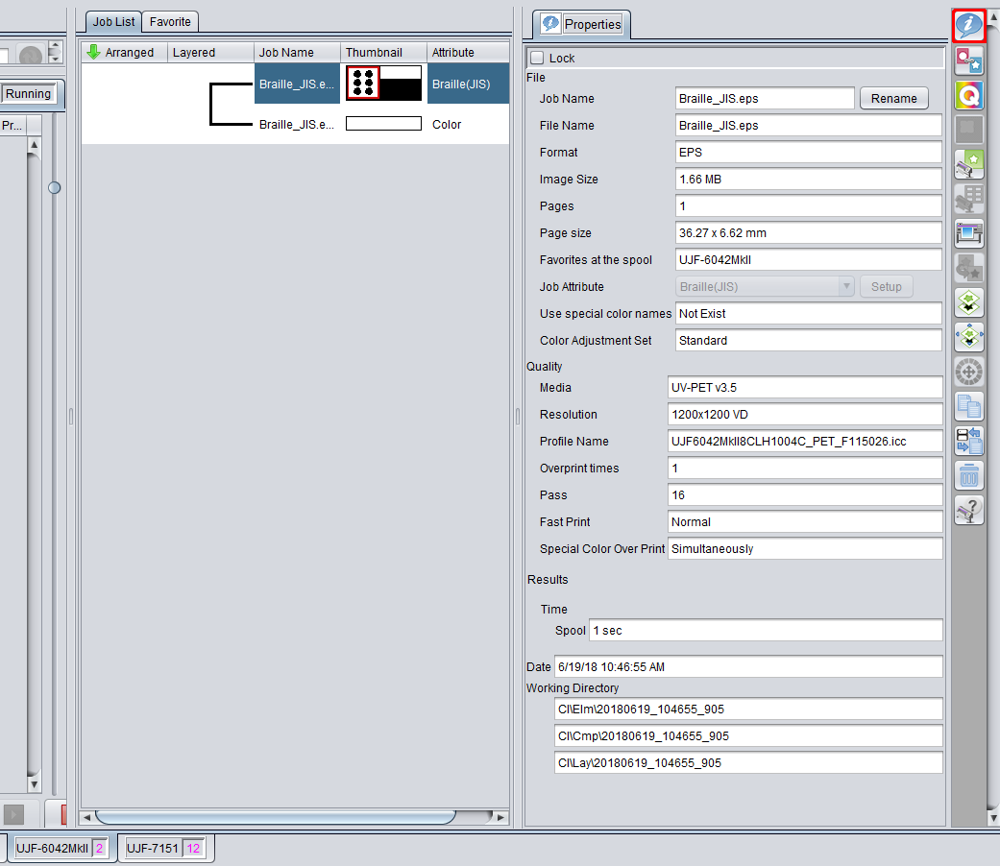 Job List Favorite
Arranged Layered Job Name Thumbnail Attribute
Braille_JIS.e... Braille(JIS)
Braille_JIS.e... Color
Running
Pr...
Properties
Lock
File
Job Name Braille_JIS.eps Rename
File Name Braille_JIS.eps
Format EPS
Image Size 1.66 MB
Pages 1
Page size 36.27 x 6.62 mm
Favorites at the spool UJF-6042MkII
Job Attribute Braille(JIS) Setup
Use special color names Not Exist
Color Adjustment Set Standard
Quality
Media UV-PET v3.5
Resolution 1200x1200 VD
Profile Name UJF6042MkII8CLH1004C_PET_F115026.icc
Overprint times 1
Pass 16
Fast Print Normal
Special Color Over Print Simultaneously
Results
Time
Spool 1 sec
Date 6/19/18 10:46:55 AM
Working Directory
CI\Elm\20180619_104655_905
CI\Cmp\20180619_104655_905
CI\Lay\20180619_104655_905
UJF-6042MkII 2 UJF-7151 12